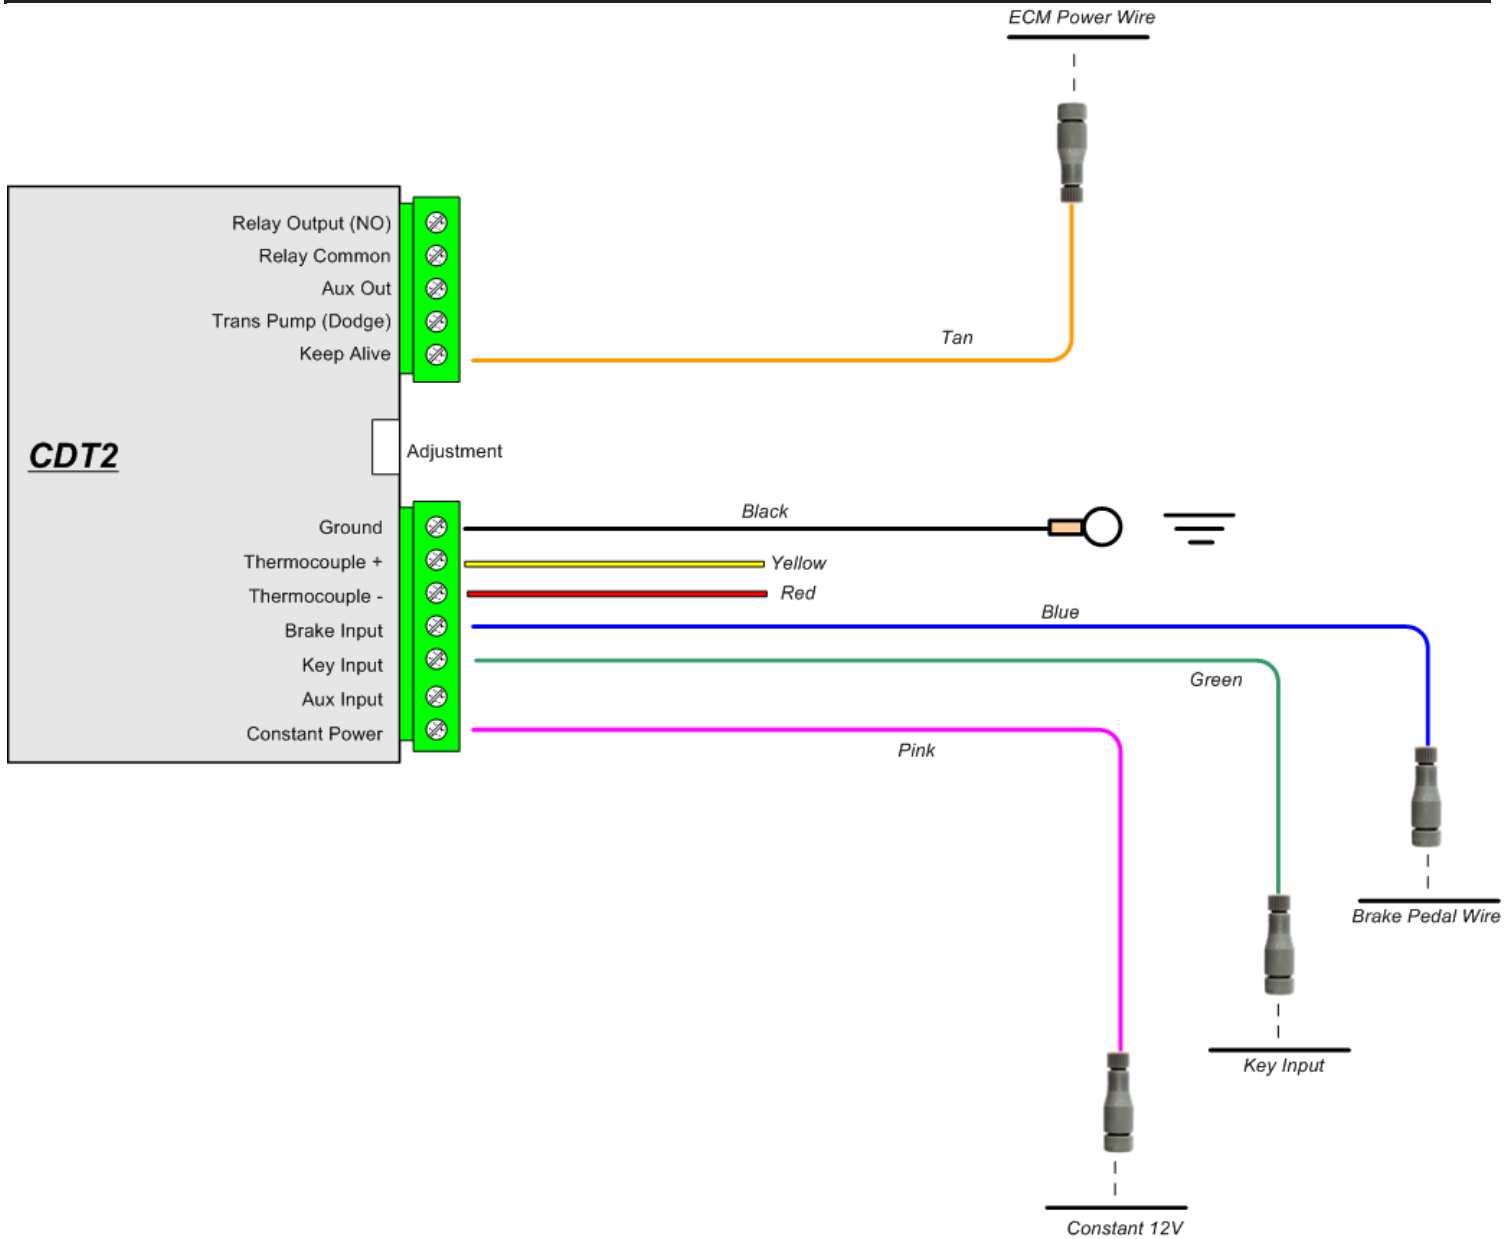 ECM Power Wire
Relay Output (NO)
Relay Common
Aux Out
Trans Pump (Dodge)
Keep Alive
Tan
CDT2
Adjustment
Ground
Black
Thermocouple +
Yellow
Thermocouple -
Red
Brake Input
Blue
Key Input
Green
Aux Input
Constant Power
Pink
Brake Pedal Wire
Key Input
Constant 12V